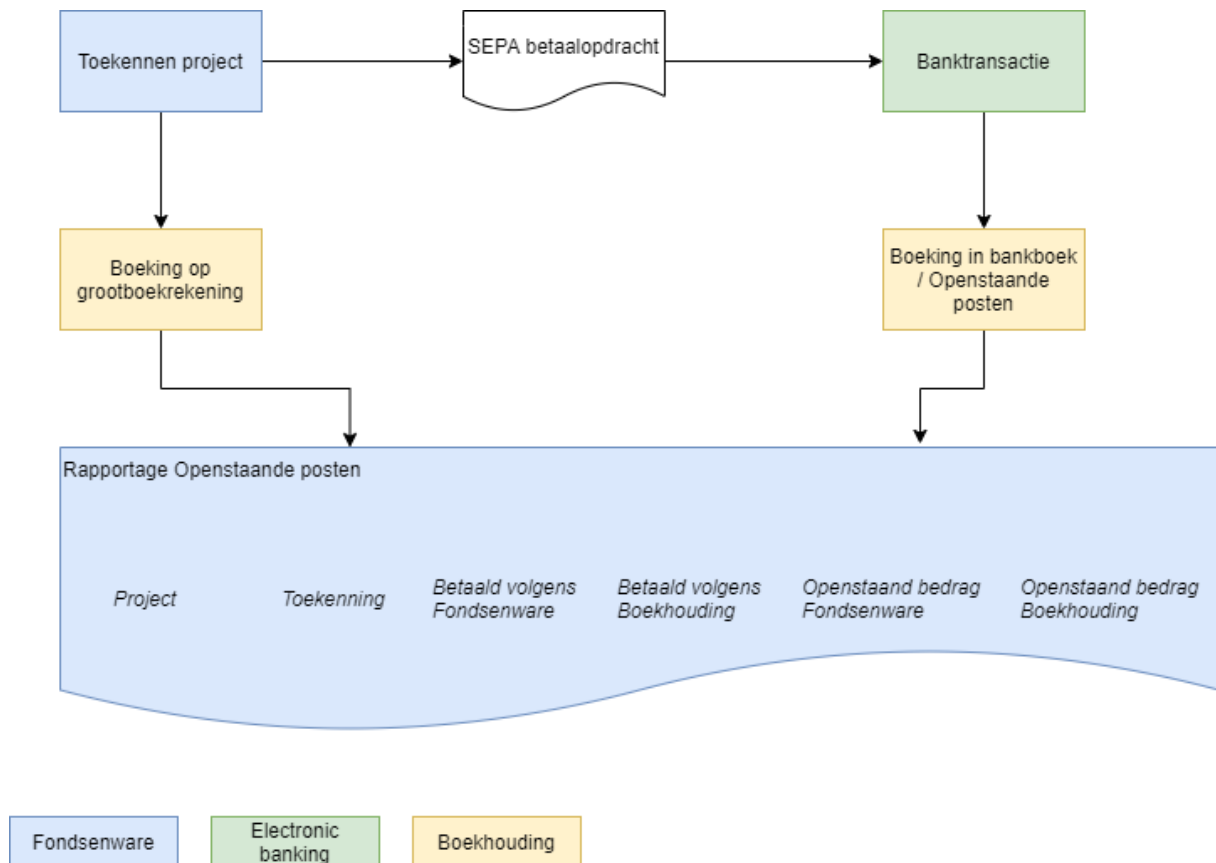 Toekennen project
SEPA betaalopdracht
Banktransactie
Boeking op
grootboekrekening
Boeking in bankboek
/ Openstaande
posten
Rapportage Openstaande posten
Project
Toekenning
Betaald volgens
Fondsenware
Betaald volgens
Boekhouding
Openstaand bedrag
Fondsenware
Openstaand bedrag
Boekhouding
Fondsenware
Electronic
banking
Boekhouding